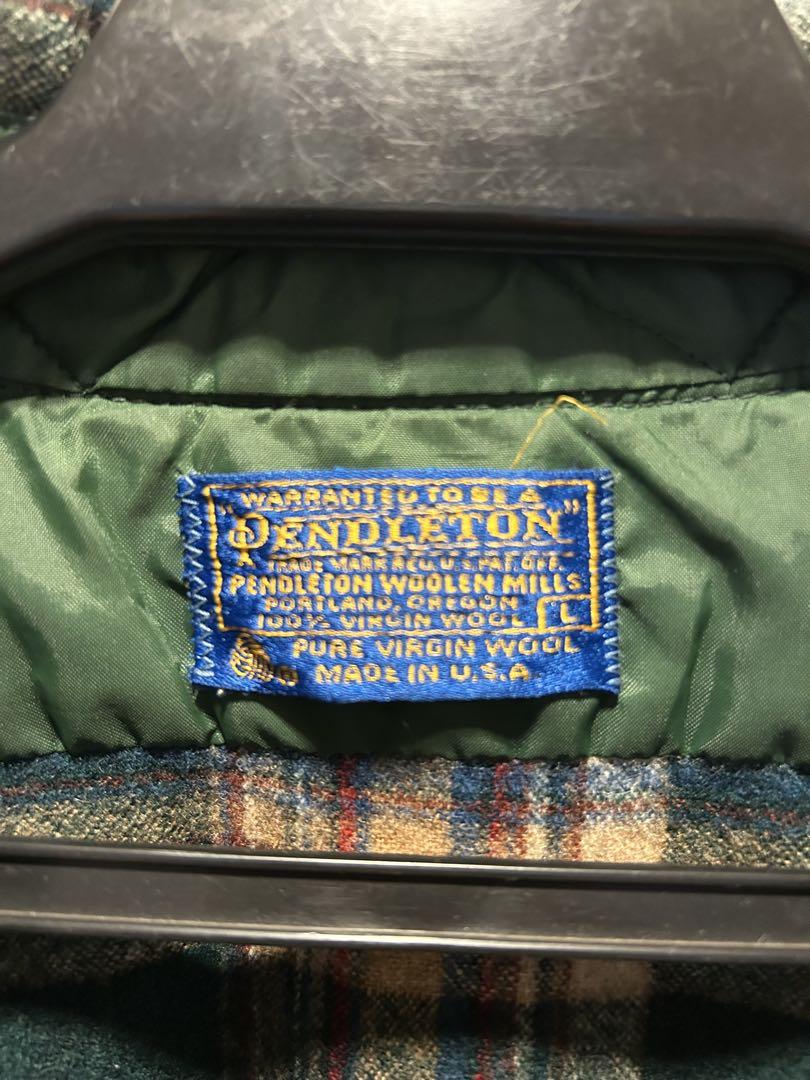 WARRANTED TO BE A
"PENDLETON"
TRADE MARK REG. U.S. PAT. OFF.
PENDLETON WOOLEN MILLS
PORTLAND, OREGON
100% VIRGIN WOOL L
PURE VIRGIN WOOL
MADE IN U.S.A.